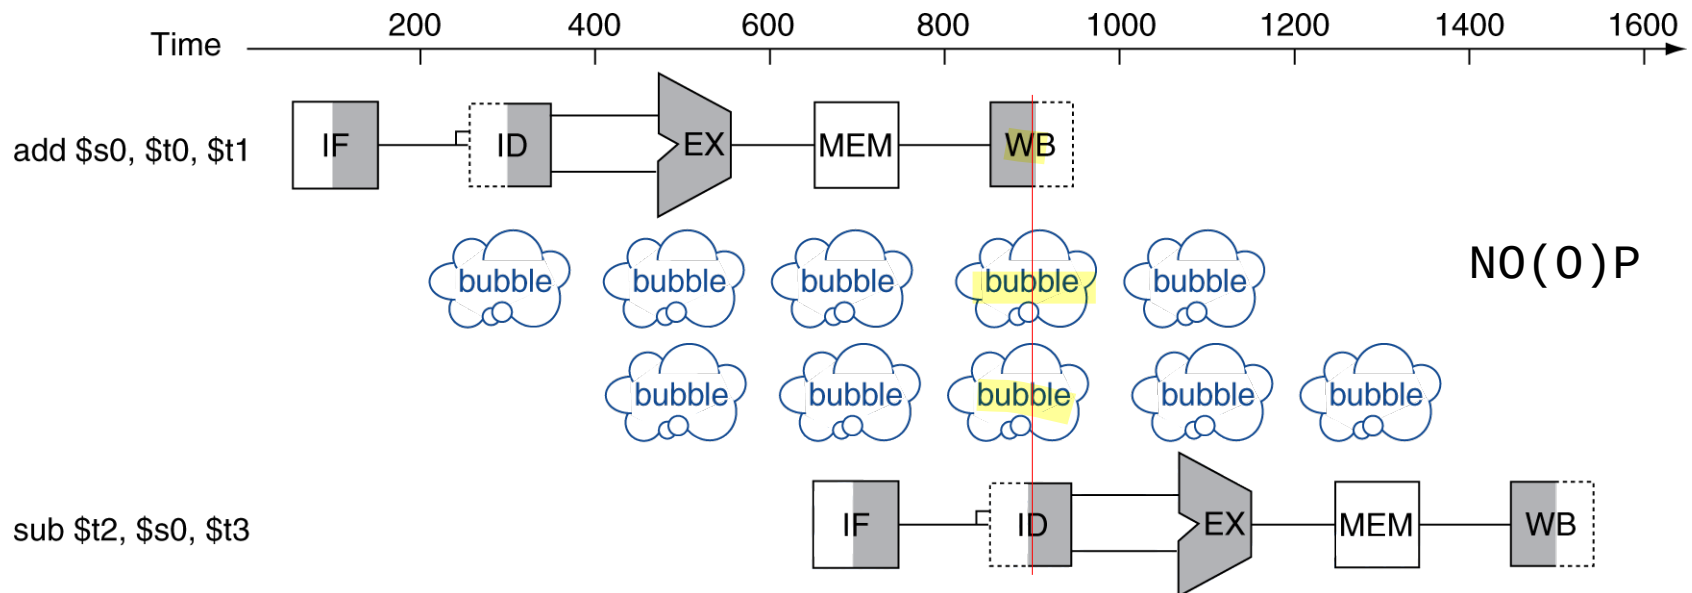 200 400 600 800 1000 1200 1400 1600
Time
add $s0, $t0, $t1 IF ID EX MEM WB
bubble bubble bubble bubble bubble NO(O)P
bubble bubble bubble bubble bubble
sub $t2, $s0, $t3 IF ID EX MEM WB